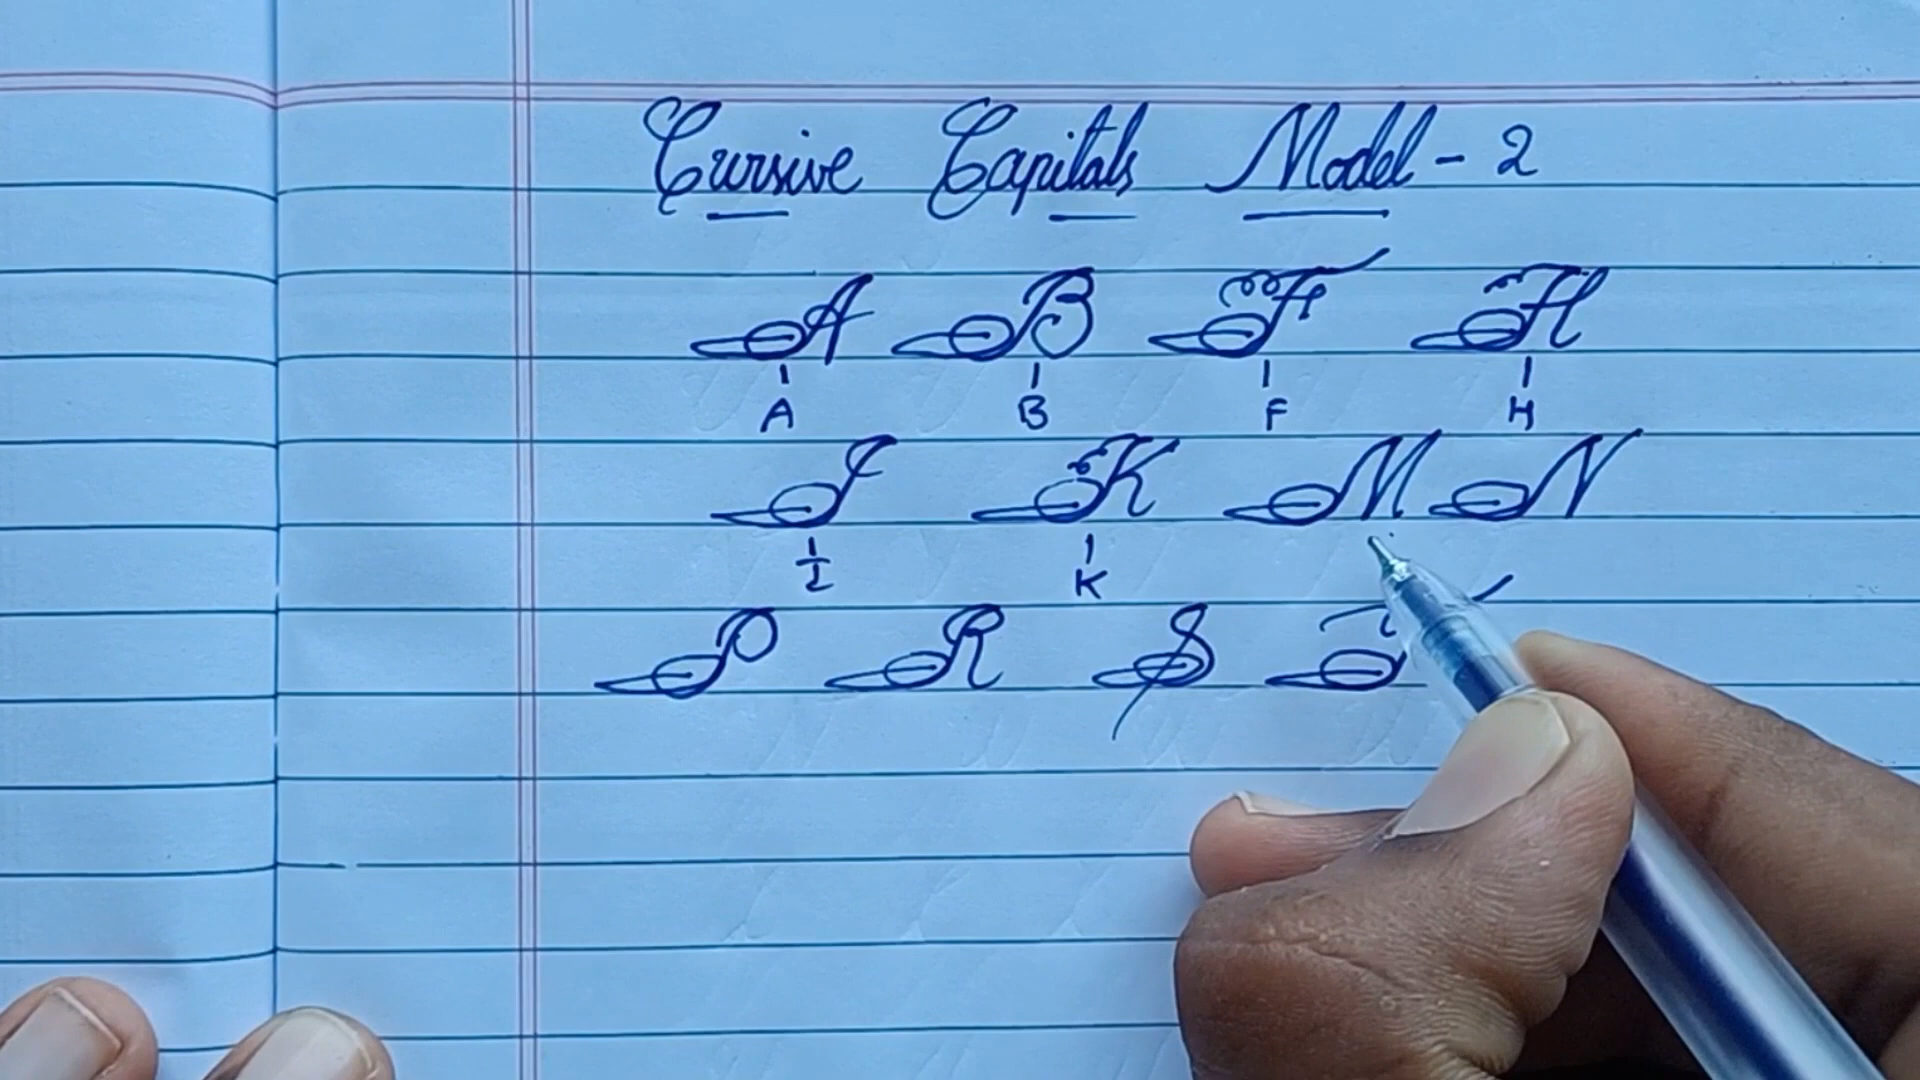 Cursive Capitals Model - 2
A B F H
A B F H
I K M N
I K
P R S T